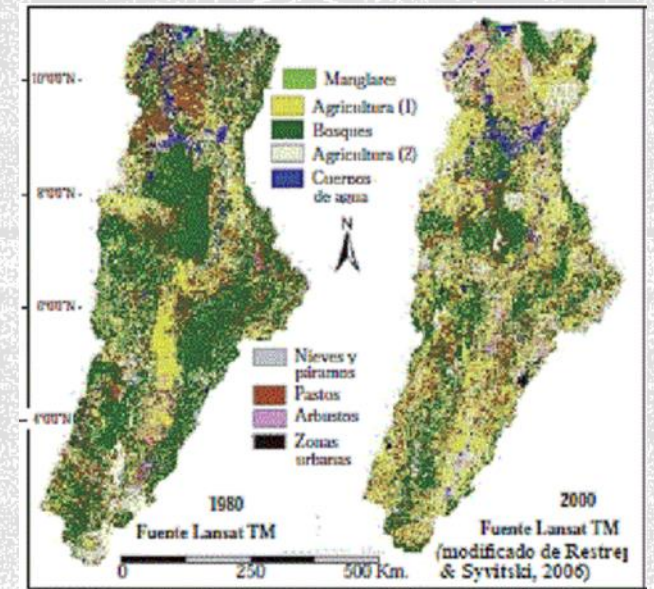 10°00'N
8°00'N
6°00'N
4°00'N
Manglares
Agricultura (1)
Bosques
Agricultura (2)
Cuernos
de agua
N
Nieves y
páramos
Pastos
Arbustos
Zonas
urbanas
1980
Fuente Lansat TM
0 250 500 Km.
2000
Fuente Lansat TM
(modificado de Restrej
& Syvitski, 2006)